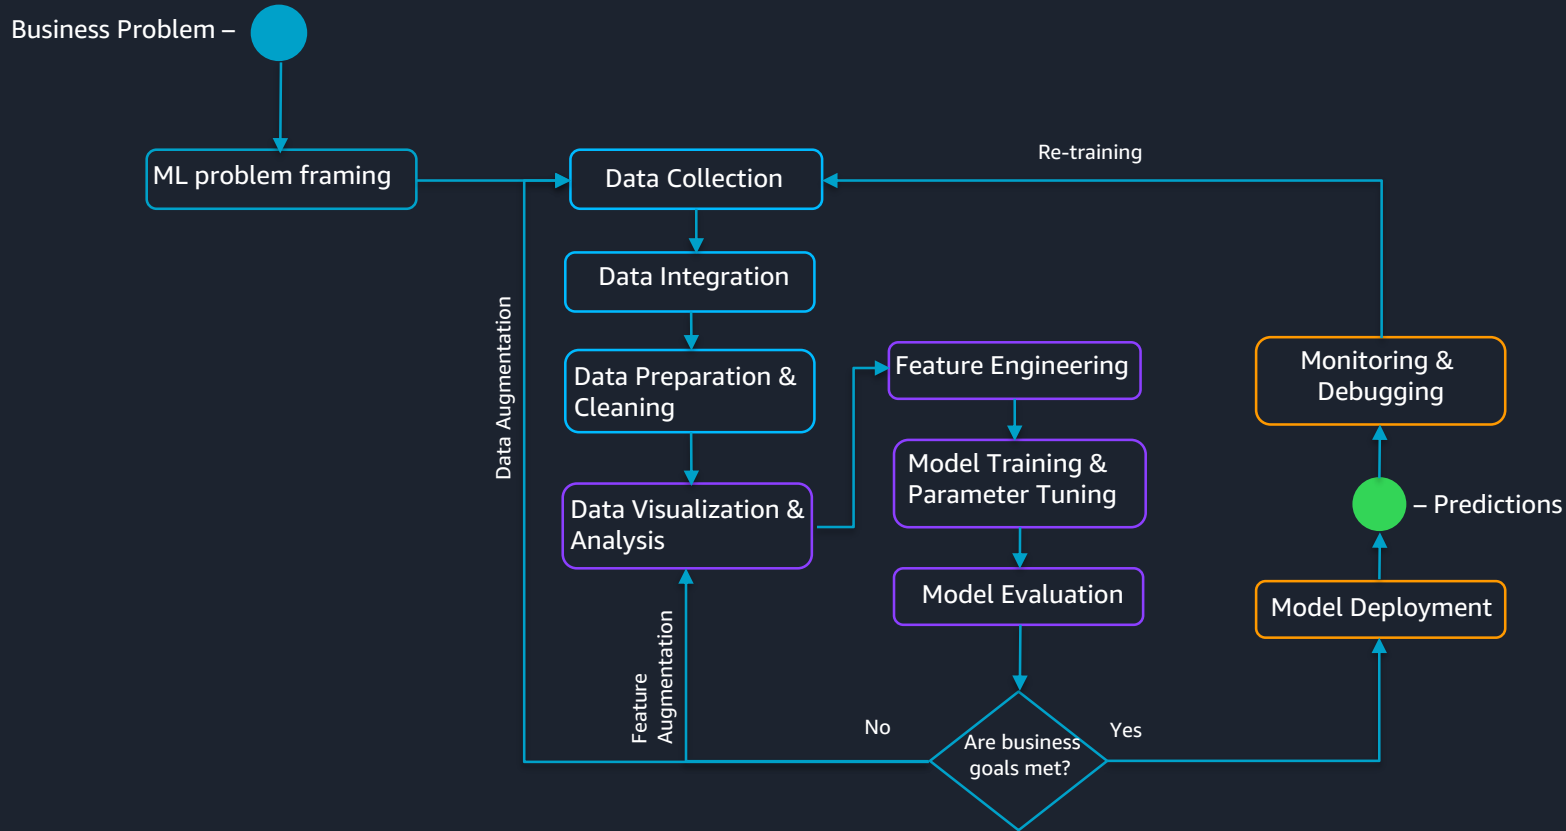 Business Problem –
ML problem framing
Data Collection
Re-training
Data Integration
Data Augmentation
Data Preparation &
Cleaning
Data Visualization &
Analysis
Feature Engineering
Model Training &
Parameter Tuning
Model Evaluation
Feature
Augmentation
No
Are business
goals met?
Yes
Monitoring &
Debugging
– Predictions
Model Deployment